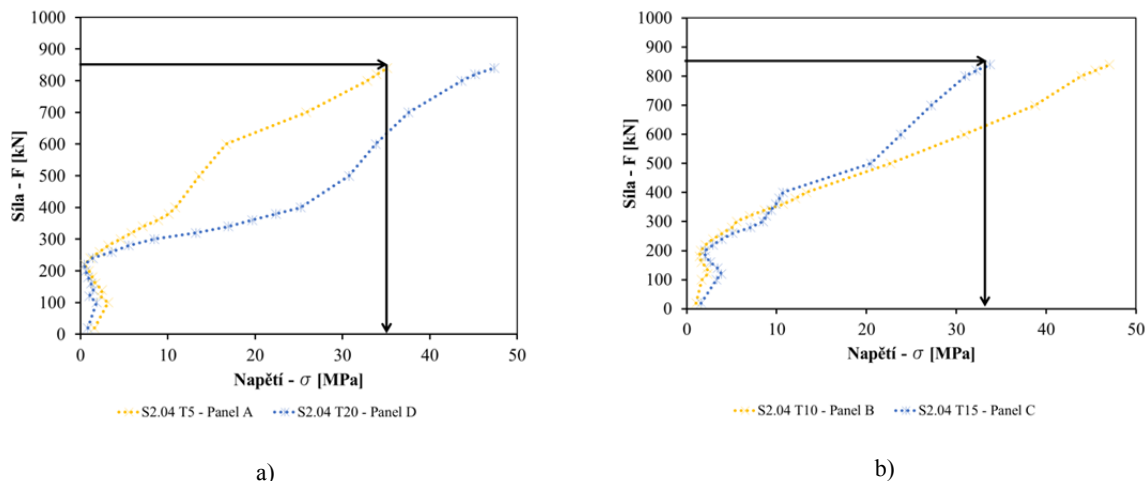 1000
900
800
700
600
500
400
300
200
100
0
Síla - F [kN]
0 10 20 30 40 50
Napětí - σ [MPa]
S2.04 T5 - Panel A S2.04 T20 - Panel D
a)
1000
900
800
700
600
500
400
300
200
100
0
Síla - F [kN]
0 10 20 30 40 50
Napětí - σ [MPa]
S2.04 T10 - Panel B S2.04 T15 - Panel C
b)